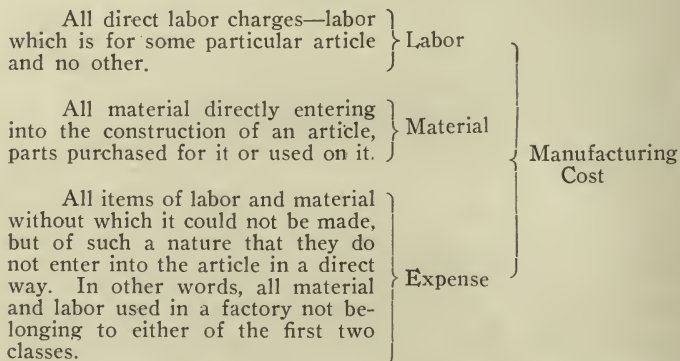 All direct labor charges—labor
which is for some particular article
and no other.
Labor
All material directly entering
into the construction of an article,
parts purchased for it or used on it.
Material
All items of labor and material
without which it could not be made,
but of such a nature that they do
not enter into the article in a direct
way. In other words, all material
and labor used in a factory not be-
longing to either of the first two
classes.
Expense
Manufacturing
Cost